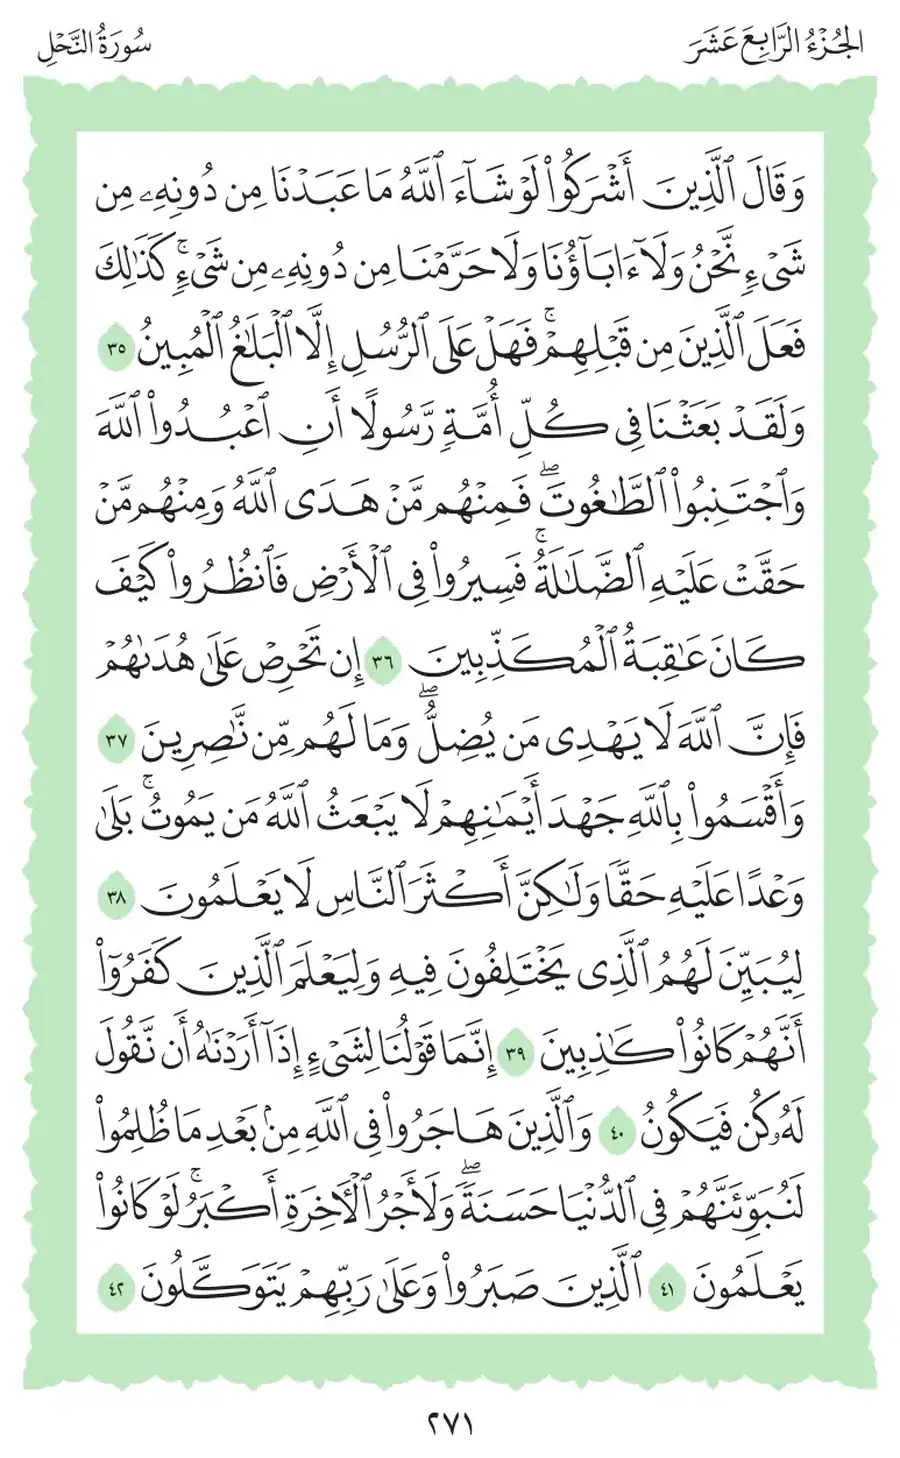 الجُزْءُ الرَّابِعَ عَشَرَ
سُورَةُ النَّحْلِ
وَقَالَ ٱلَّذِينَ أَشْرَكُوا۟ لَوْ شَآءَ ٱللَّهُ مَا عَبَدْنَا مِن دُونِهِۦ مِن
شَىْءٍ نَّحْنُ وَلَآ ءَابَآؤُنَا وَلَا حَرَّمْنَا مِن دُونِهِۦ مِن شَىْءٍ ۚ كَذَٰلِكَ
فَعَلَ ٱلَّذِينَ مِن قَبْلِهِمْ ۚ فَهَلْ عَلَى ٱلرُّسُلِ إِلَّا ٱلْبَلَٰغُ ٱلْمُبِينُ ٣٥
وَلَقَدْ بَعَثْنَا فِى كُلِّ أُمَّةٍ رَّسُولًا أَنِ ٱعْبُدُوا۟ ٱللَّهَ
وَٱجْتَنِبُوا۟ ٱلطَّٰغُوتَ ۖ فَمِنْهُم مَّنْ هَدَى ٱللَّهُ وَمِنْهُم مَّنْ
حَقَّتْ عَلَيْهِ ٱلضَّلَٰلَةُ ۚ فَسِيرُوا۟ فِى ٱلْأَرْضِ فَٱنظُرُوا۟ كَيْفَ
كَانَ عَٰقِبَةُ ٱلْمُكَذِّبِينَ ٣٦ إِن تَحْرِصْ عَلَىٰ هُدَىٰهُمْ
فَإِنَّ ٱللَّهَ لَا يَهْدِى مَن يُضِلُّ ۖ وَمَا لَهُم مِّن نَّٰصِرِينَ ٣٧
وَأَقْسَمُوا۟ بِٱللَّهِ جَهْدَ أَيْمَٰنِهِمْ لَا يَبْعَثُ ٱللَّهُ مَن يَمُوتُ ۚ بَلَىٰ
وَعْدًا عَلَيْهِ حَقًّا وَلَٰكِنَّ أَكْثَرَ ٱلنَّاسِ لَا يَعْلَمُونَ ٣٨
لِيُبَيِّنَ لَهُمُ ٱلَّذِى يَخْتَلِفُونَ فِيهِ وَلِيَعْلَمَ ٱلَّذِينَ كَفَرُوٓا۟
أَنَّهُمْ كَانُوا۟ كَٰذِبِينَ ٣٩ إِنَّمَا قَوْلُنَا لِشَىْءٍ إِذَآ أَرَدْنَٰهُ أَن نَّقُولَ
لَهُۥ كُن فَيَكُونُ ٤٠ وَٱلَّذِينَ هَاجَرُوا۟ فِى ٱللَّهِ مِنۢ بَعْدِ مَا ظُلِمُوا۟
لَنُبَوِّئَنَّهُمْ فِى ٱلدُّنْيَا حَسَنَةً ۖ وَلَأَجْرُ ٱلْءَاخِرَةِ أَكْبَرُ ۚ لَوْ كَانُوا۟
يَعْلَمُونَ ٤١ ٱلَّذِينَ صَبَرُوا۟ وَعَلَىٰ رَبِّهِمْ يَتَوَكَّلُونَ ٤٢
٢٧١